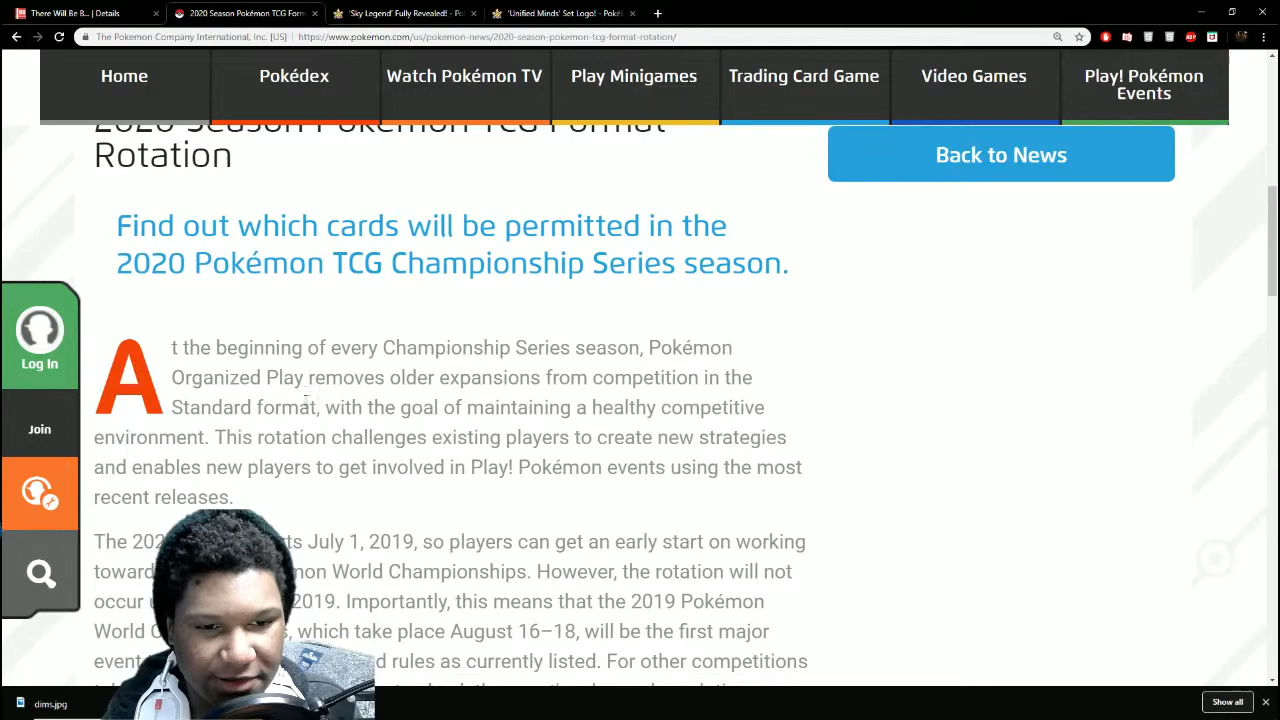 There Will Be B... | Details
2020 Season Pokémon TCG Form
'Sky Legend' Fully Revealed! - Po
'Unified Minds' Set Logo! - Poké
The Pokemon Company International, Inc. [US] | https://www.pokemon.com/us/pokemon-news/2020-season-pokemon-tcg-format-rotation/
Home
Pokédex
Watch Pokémon TV
Play Minigames
Trading Card Game
Video Games
Play! Pokémon
Events
2020 Season Pokémon TCG Format
Rotation
Back to News
Find out which cards will be permitted in the
2020 Pokémon TCG Championship Series season.
At the beginning of every Championship Series season, Pokémon
Organized Play removes older expansions from competition in the
Standard format, with the goal of maintaining a healthy competitive
environment. This rotation challenges existing players to create new strategies
and enables new players to get involved in Play! Pokémon events using the most
recent releases.
The 202 ts July 1, 2019, so players can get an early start on working
toward mon World Championships. However, the rotation will not
occur 2019. Importantly, this means that the 2019 Pokémon
World C s, which take place August 16–18, will be the first major
event d rules as currently listed. For other competitions
Log In
Join
dims.jpg
Show all